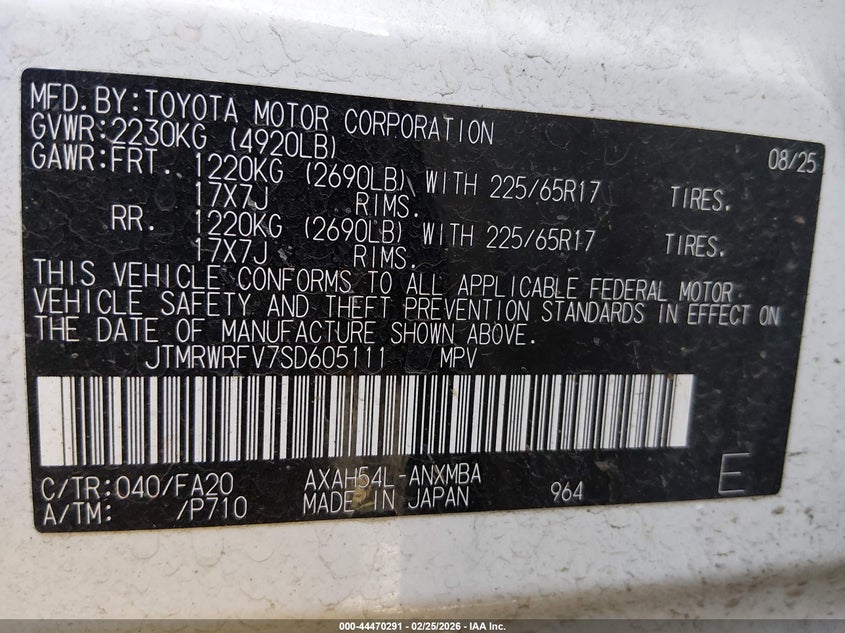 MFD.BY:TOYOTA MOTOR CORPORATION 08/25
GVWR:2230KG (4920LB)
GAWR:FRT. 1220KG (2690LB) WITH 225/65R17 TIRES.
17X7J RIMS.
RR. 1220KG (2690LB) WITH 225/65R17 TIRES.
17X7J RIMS.
THIS VEHICLE CONFORMS TO ALL APPLICABLE FEDERAL MOTOR
VEHICLE SAFETY AND THEFT PREVENTION STANDARDS IN EFFECT ON
THE DATE OF MANUFACTURE SHOWN ABOVE.
JTMRWRFV7SD605111 MPV
C/TR:040/FA20 AXAH54L-ANXMBA
A/TM: /P710 MADE IN JAPAN 964 E
000-44470291 - 02/25/2026 - IAA Inc.